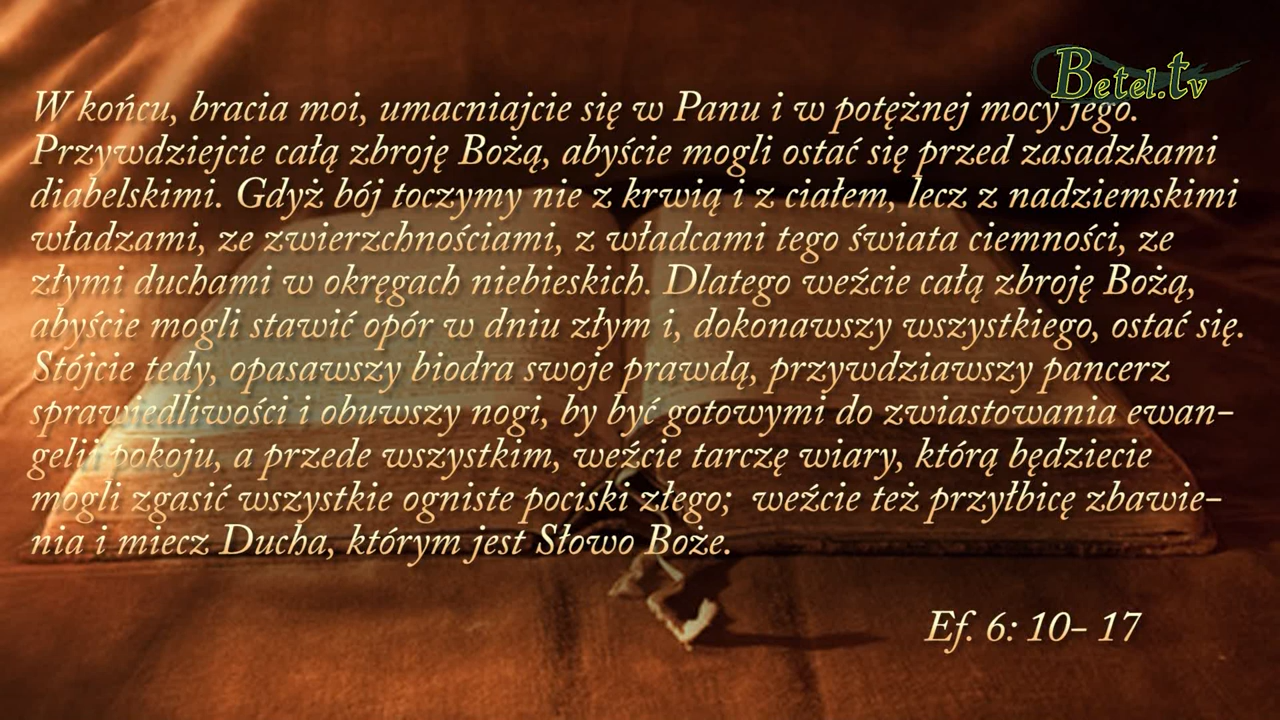 Betel.tv
W końcu, bracia moi, umacniajcie się w Panu i w potężnej mocy jego.
Przywdziejcie całą zbroję Bożą, abyście mogli ostać się przed zasadzkami
diabelskimi. Gdyż bój toczymy nie z krwią i z ciałem, lecz z nadziemskimi
władzami, ze zwierzchnościami, z władcami tego świata ciemności, ze
złymi duchami w okręgach niebieskich. Dlatego weźcie całą zbroję Bożą,
abyście mogli stawić opór w dniu złym i, dokonawszy wszystkiego, ostać się.
Stójcie tedy, opasawszy biodra swoje prawdą, przywdziawszy pancerz
sprawiedliwości i obuwszy nogi, by być gotowymi do zwiastowania ewan-
gelii pokoju, a przede wszystkim, weźcie tarczę wiary, którą będziecie
mogli zgasić wszystkie ogniste pociski złego;  weźcie też przyłbicę zbawie-
nia i miecz Ducha, którym jest Słowo Boże.
Ef. 6: 10- 17